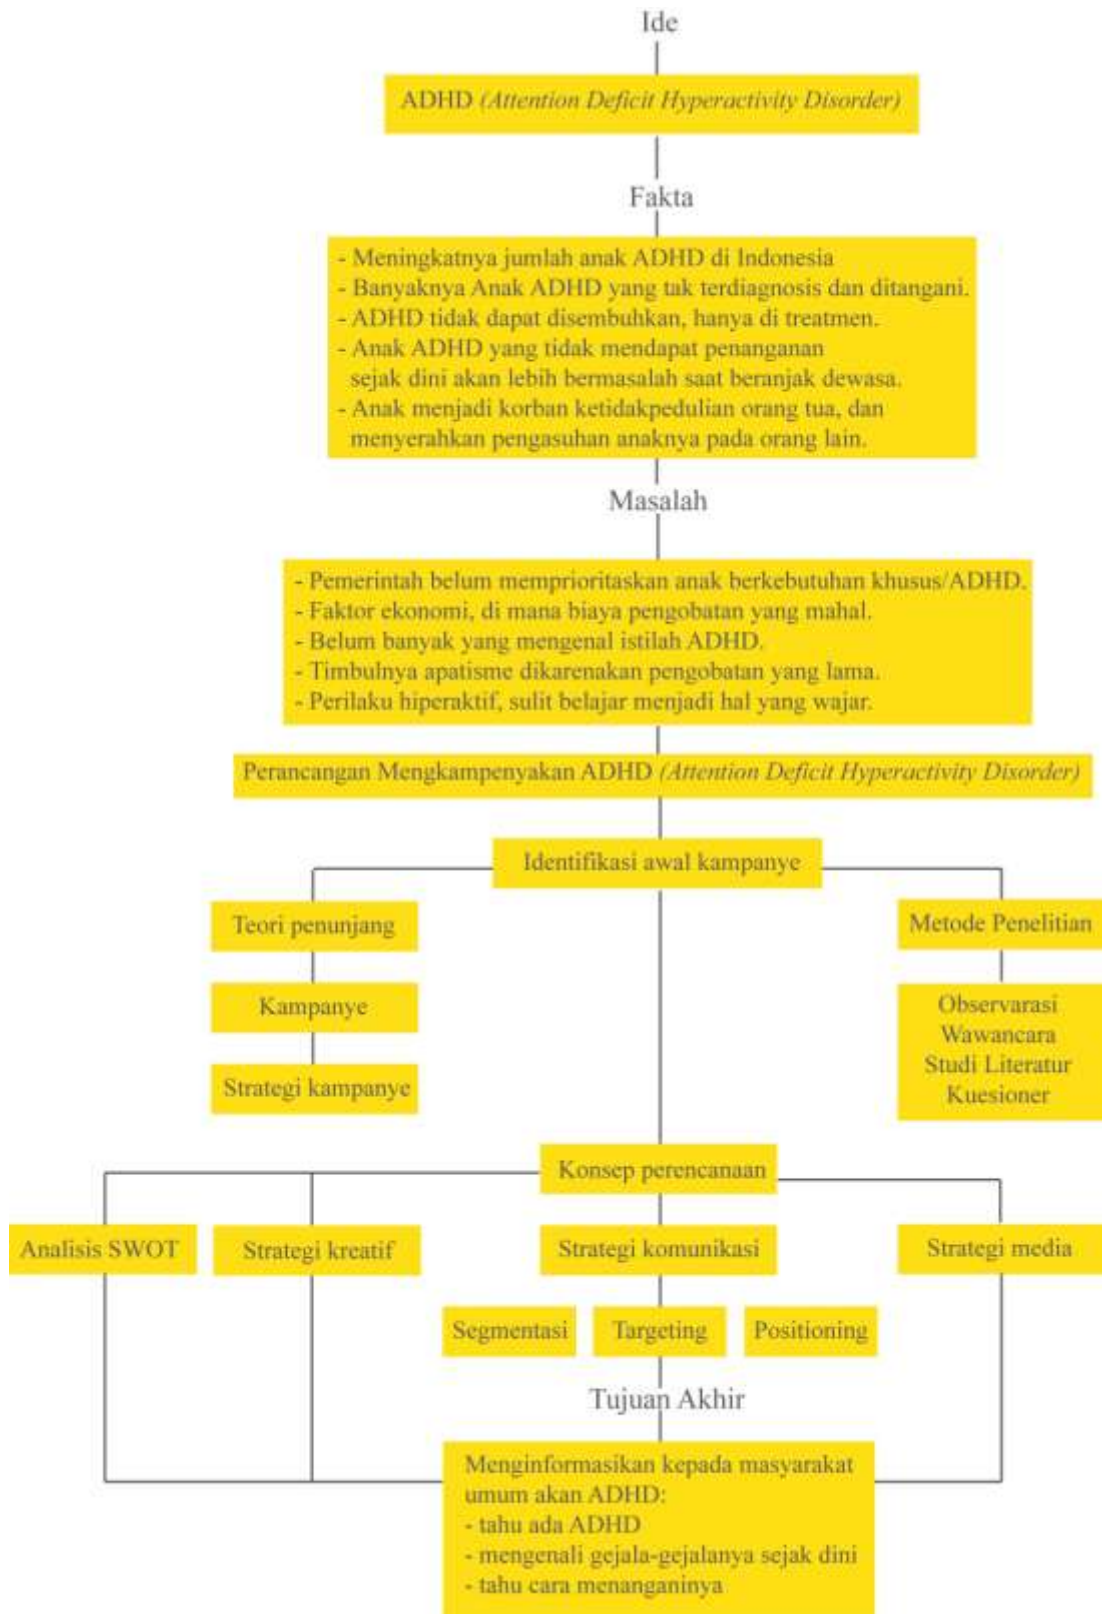 Ide
ADHD (Attention Deficit Hyperactivity Disorder)
Fakta
- Meningkatnya jumlah anak ADHD di Indonesia
- Banyaknya Anak ADHD yang tak terdiagnosis dan ditangani.
- ADHD tidak dapat disembuhkan, hanya di treatmen.
- Anak ADHD yang tidak mendapat penanganan
sejak dini akan lebih bermasalah saat beranjak dewasa.
- Anak menjadi korban ketidakpedulian orang tua, dan
menyerahkan pengasuhan anaknya pada orang lain.
Masalah
- Pemerintah belum memprioritaskan anak berkebutuhan khusus/ADHD.
- Faktor ekonomi, di mana biaya pengobatan yang mahal.
- Belum banyak yang mengenal istilah ADHD.
- Timbulnya apatisme dikarenakan pengobatan yang lama.
- Perilaku hiperaktif, sulit belajar menjadi hal yang wajar.
Perancangan Mengkampenyakan ADHD (Attention Deficit Hyperactivity Disorder)
Identifikasi awal kampanye
Teori penunjang
Kampanye
Strategi kampanye
Metode Penelitian
Observarasi
Wawancara
Studi Literatur
Kuesioner
Konsep perencanaan
Analisis SWOT
Strategi kreatif
Strategi komunikasi
Strategi media
Segmentasi
Targeting
Positioning
Tujuan Akhir
Menginformasikan kepada masyarakat
umum akan ADHD:
- tahu ada ADHD
- mengenali gejala-gejalanya sejak dini
- tahu cara menanganinya